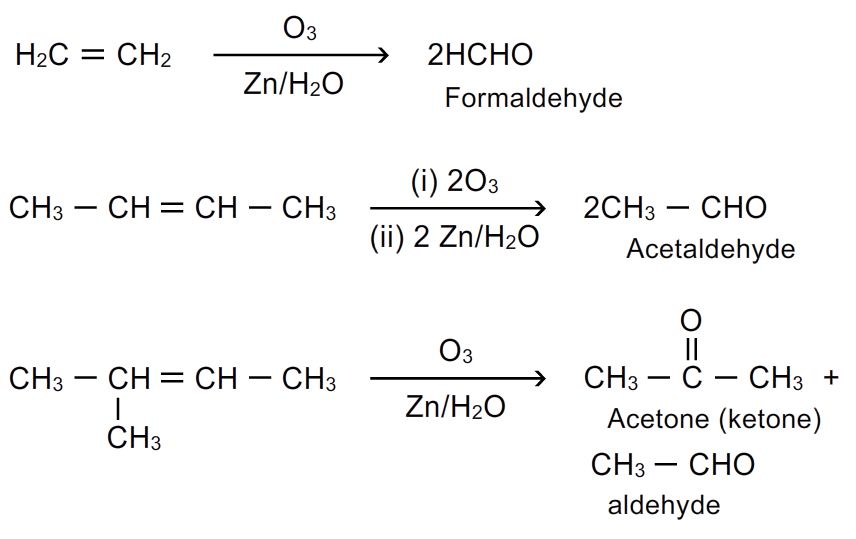 O₃
H₂C = CH₂ ⟶ 2HCHO
Zn/H₂O
Formaldehyde
(i) 2O₃
CH₃ – CH = CH – CH₃ ⟶ 2CH₃ – CHO
(ii) 2 Zn/H₂O
Acetaldehyde
O
||
O₃
CH₃ – CH = CH – CH₃ ⟶ CH₃ – C – CH₃ +
|
Zn/H₂O
Acetone (ketone)
CH₃
CH₃ – CHO
aldehyde